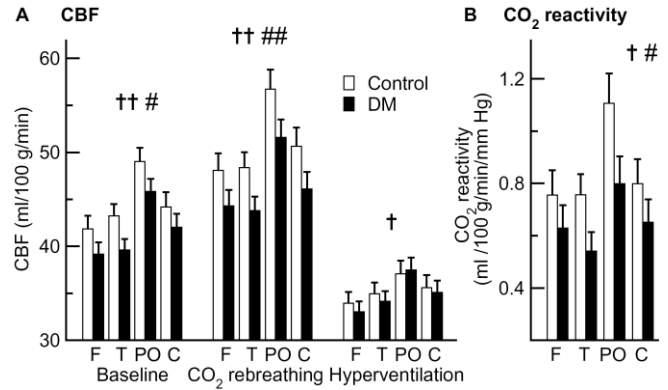 A CBF
B CO2 reactivity
60
50
40
30
CBF (ml/100 g/min)
†† #
†† ##
†
Control
DM
F T PO C
F T PO C
F T PO C
Baseline CO2 rebreathing Hyperventilation
1.2
0.8
0.4
CO2 reactivity
(ml /100 g/min/mm Hg)
† #
F T PO C